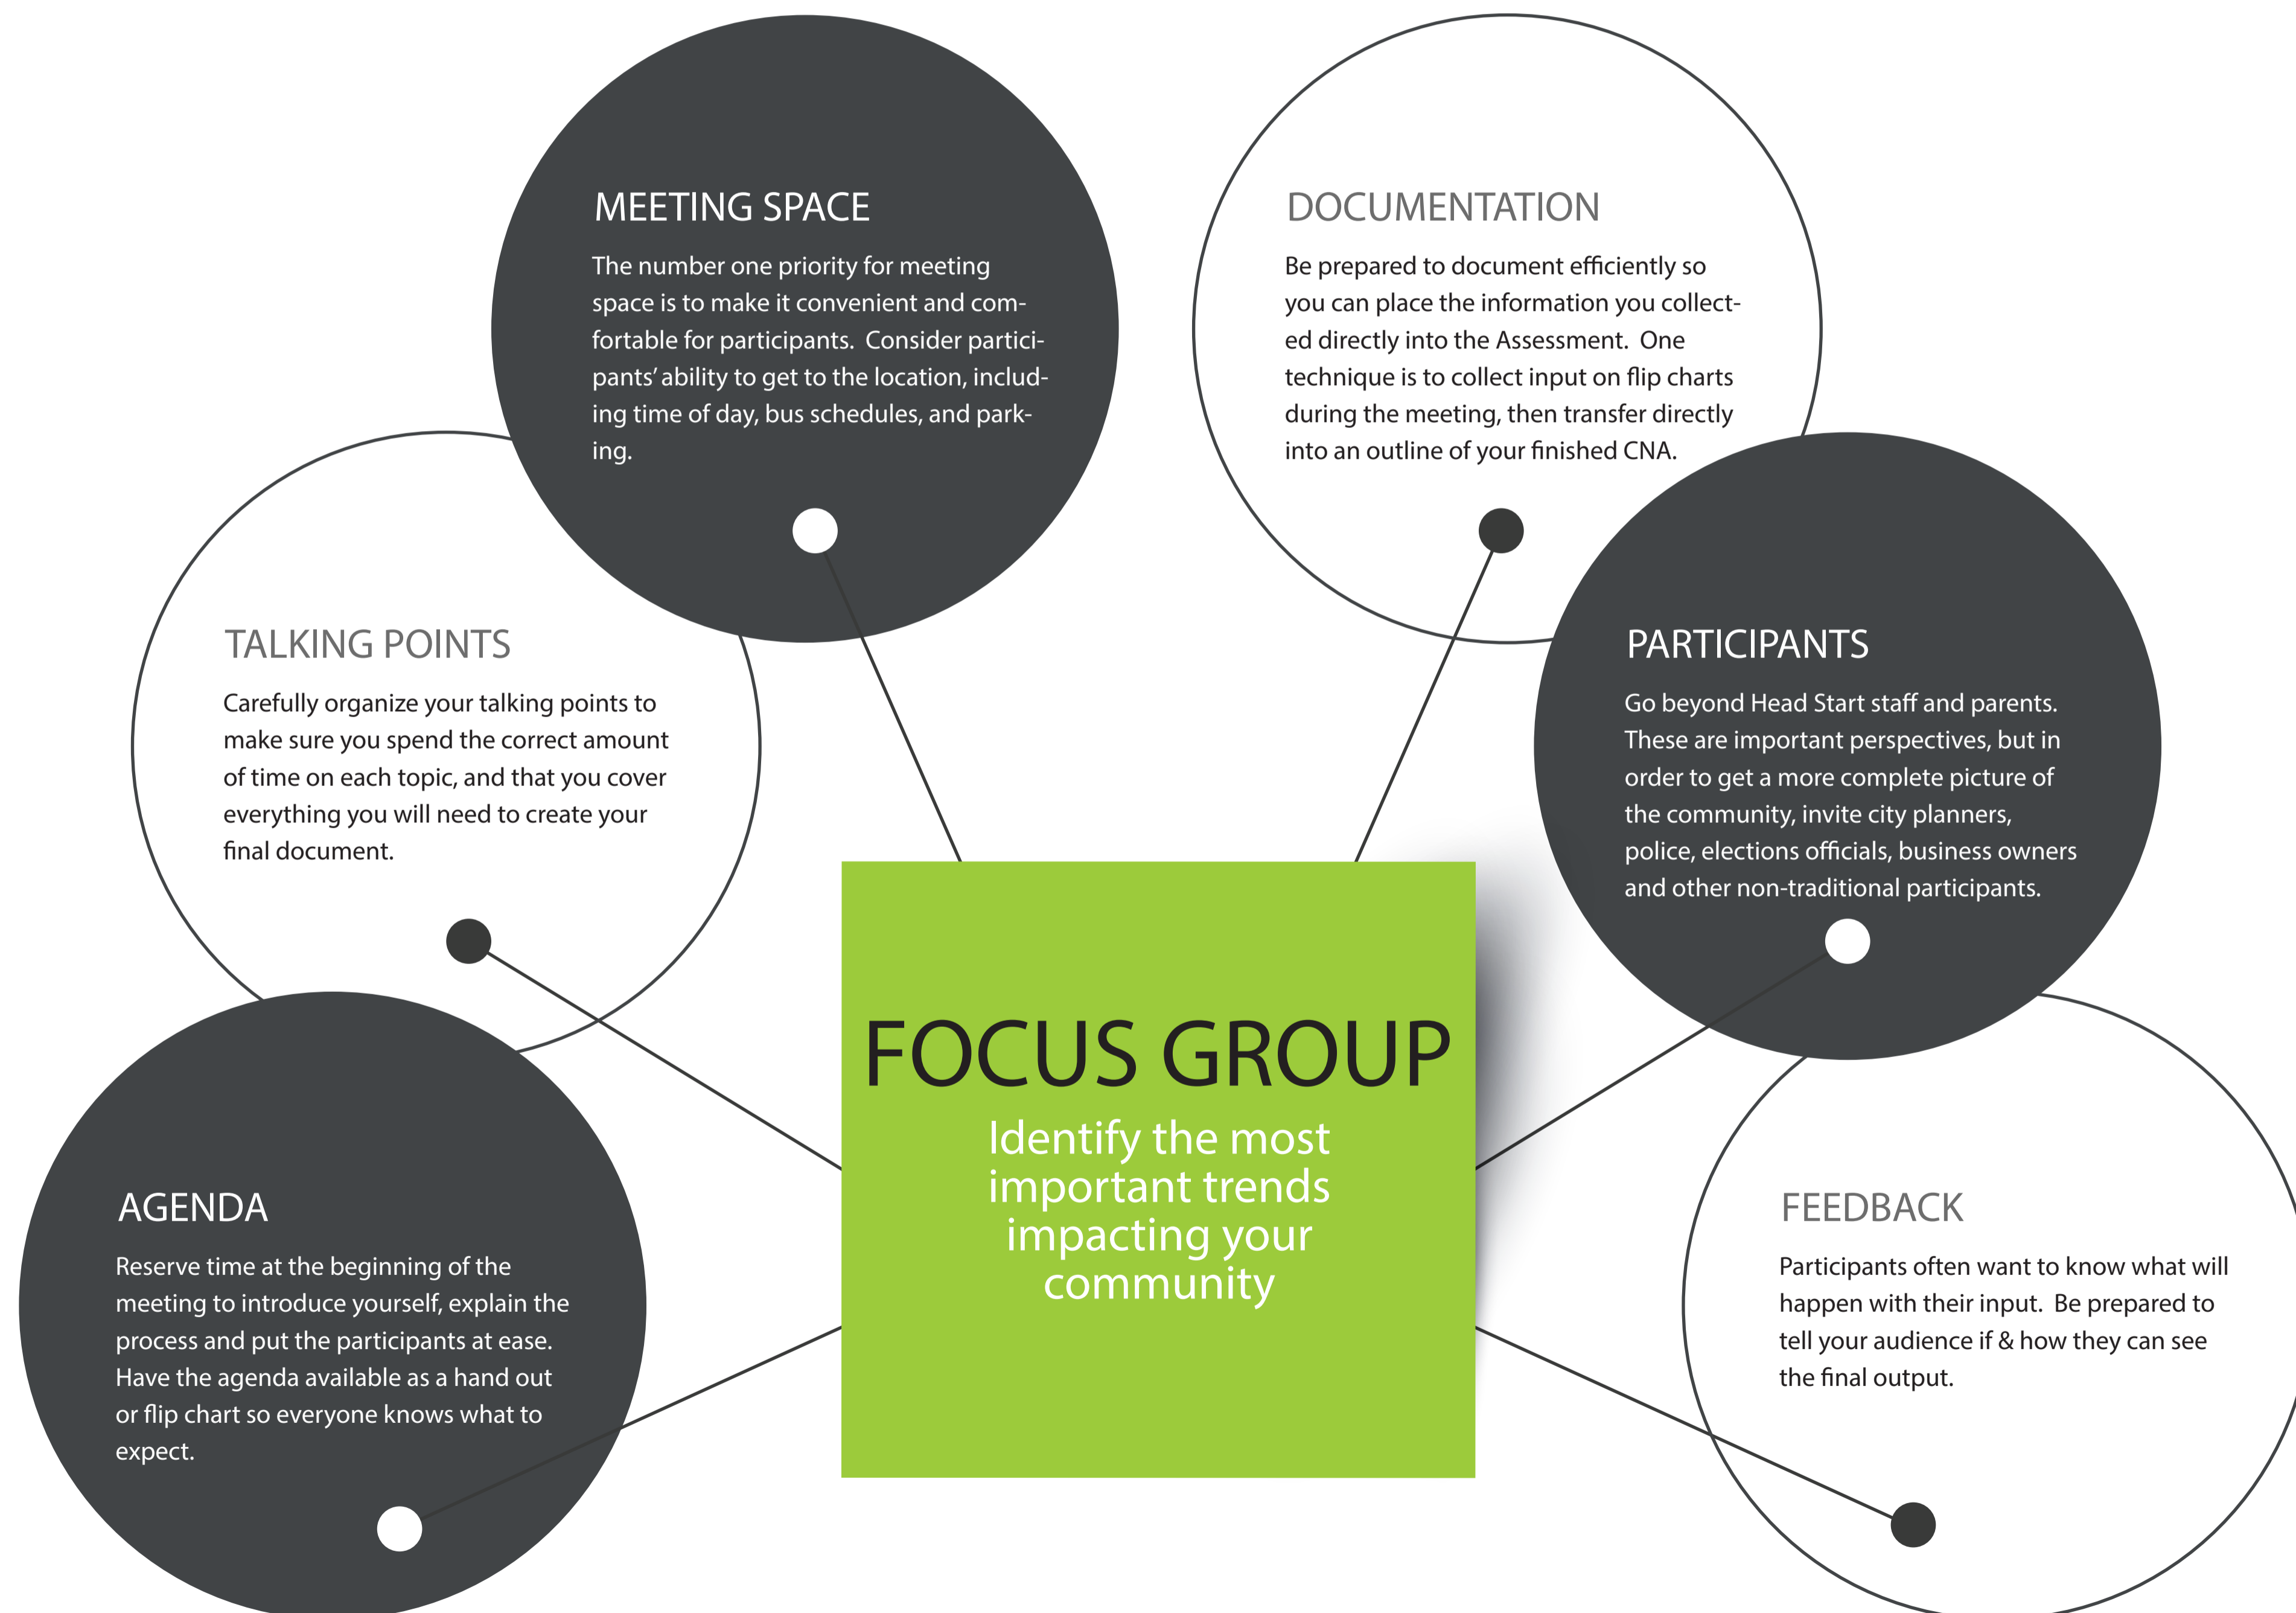 MEETING SPACE
The number one priority for meeting
space is to make it convenient and com-
fortable for participants.  Consider partici-
pants’ ability to get to the location, includ-
ing time of day, bus schedules, and park-
ing.
DOCUMENTATION
Be prepared to document efficiently so
you can place the information you collect-
ed directly into the Assessment.  One
technique is to collect input on flip charts
during the meeting, then transfer directly
into an outline of your finished CNA.
TALKING POINTS
Carefully organize your talking points to
make sure you spend the correct amount
of time on each topic, and that you cover
everything you will need to create your
final document.
PARTICIPANTS
Go beyond Head Start staff and parents.
These are important perspectives, but in
order to get a more complete picture of
the community, invite city planners,
police, elections officials, business owners
and other non-traditional participants.
FOCUS GROUP
Identify the most
important trends
impacting your
community
AGENDA
Reserve time at the beginning of the
meeting to introduce yourself, explain the
process and put the participants at ease.
Have the agenda available as a hand out
or flip chart so everyone knows what to
expect.
FEEDBACK
Participants often want to know what will
happen with their input.  Be prepared to
tell your audience if & how they can see
the final output.